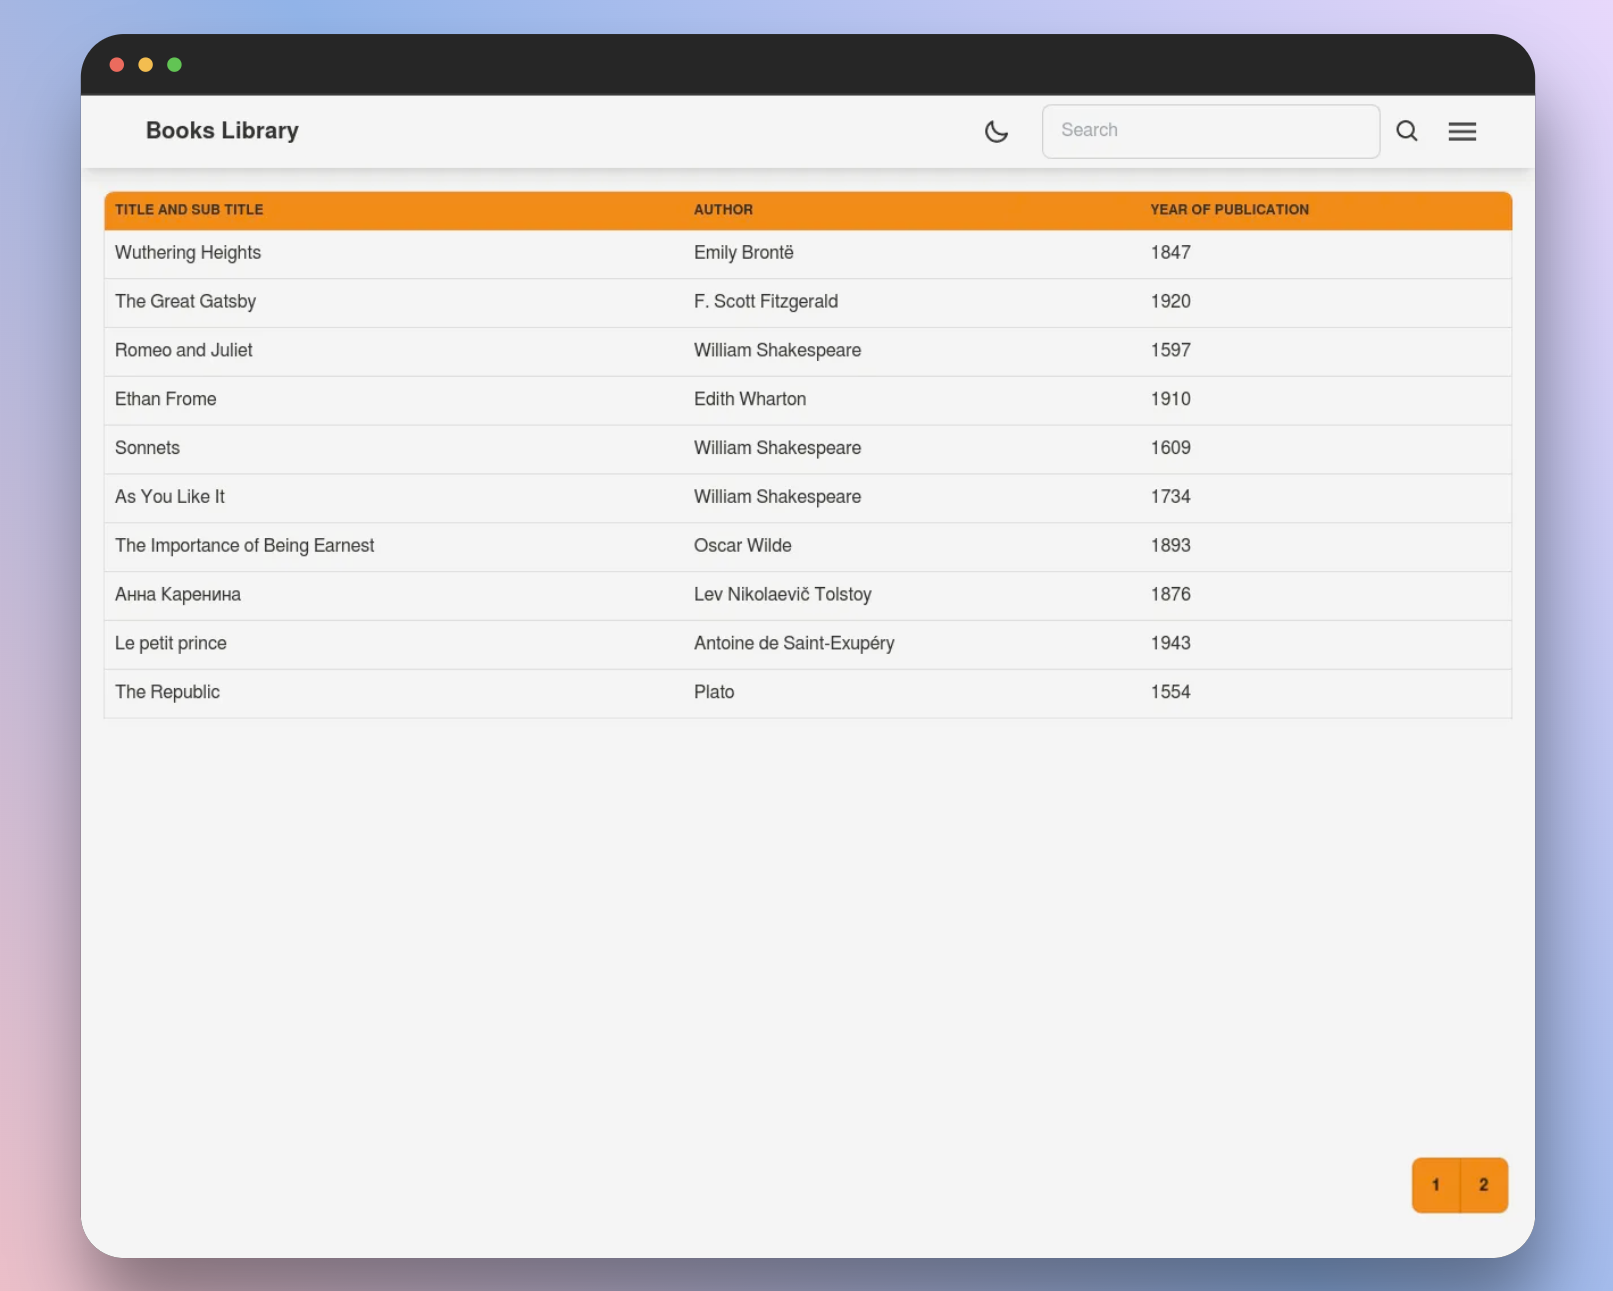 Books Library
Search
TITLE AND SUB TITLE AUTHOR YEAR OF PUBLICATION
Wuthering Heights Emily Brontë 1847
The Great Gatsby F. Scott Fitzgerald 1920
Romeo and Juliet William Shakespeare 1597
Ethan Frome Edith Wharton 1910
Sonnets William Shakespeare 1609
As You Like It William Shakespeare 1734
The Importance of Being Earnest Oscar Wilde 1893
Анна Каренина Lev Nikolaevič Tolstoy 1876
Le petit prince Antoine de Saint-Exupéry 1943
The Republic Plato 1554
1 2